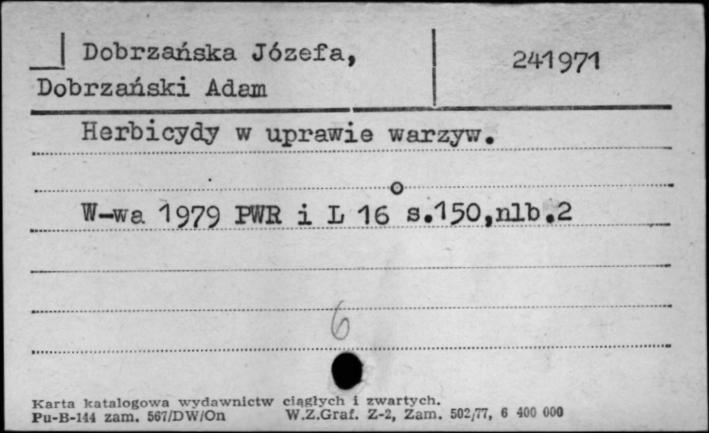 Dobrzańska Józefa, 241971
Dobrzański Adam
Herbicydy w uprawie warzyw.
W-wa 1979 PWR i L 16° s.150,nlb.2
6
Karta katalogowa wydawnictw ciągłych i zwartych.
Pu-B-144 zam. 567/DW/On W.Z.Graf. Z-2, Zam. 502/77, 6 400 000